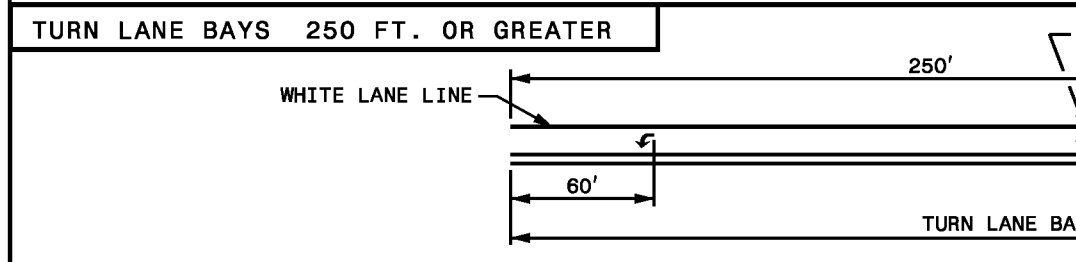 TURN LANE BAYS 250 FT. OR GREATER
250'
WHITE LANE LINE
60'
TURN LANE BA